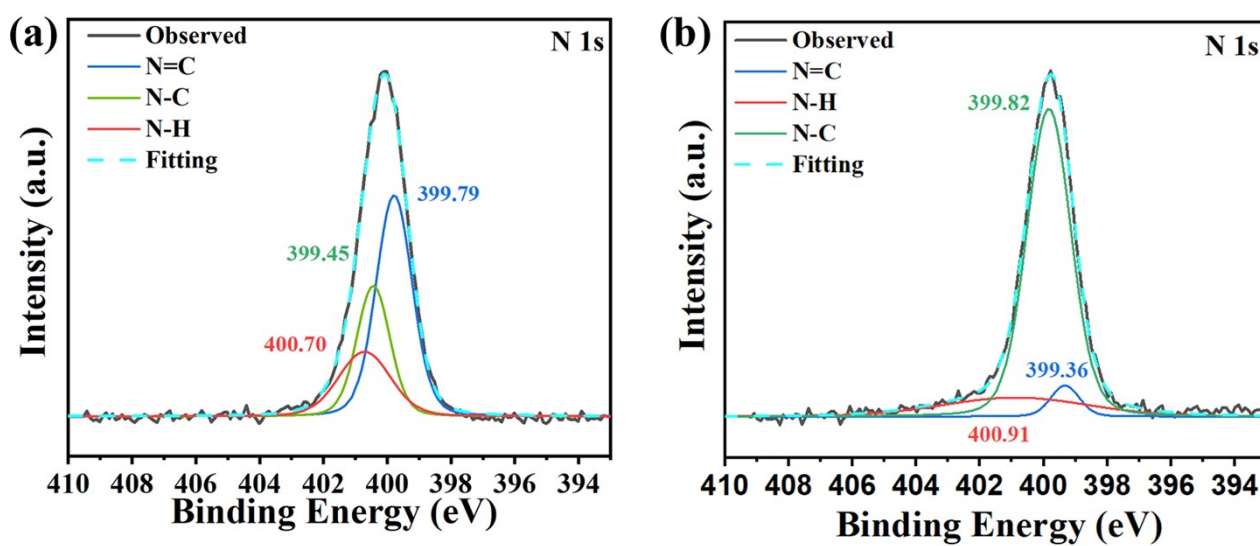 (a)
Observed
N=C
N-C
N-H
Fitting
N 1s
399.79
399.45
400.70
Intensity (a.u.)
410 408 406 404 402 400 398 396 394
Binding Energy (eV)
(b)
Observed
N=C
N-H
N-C
Fitting
N 1s
399.82
399.36
400.91
Intensity (a.u.)
410 408 406 404 402 400 398 396 394
Binding Energy (eV)